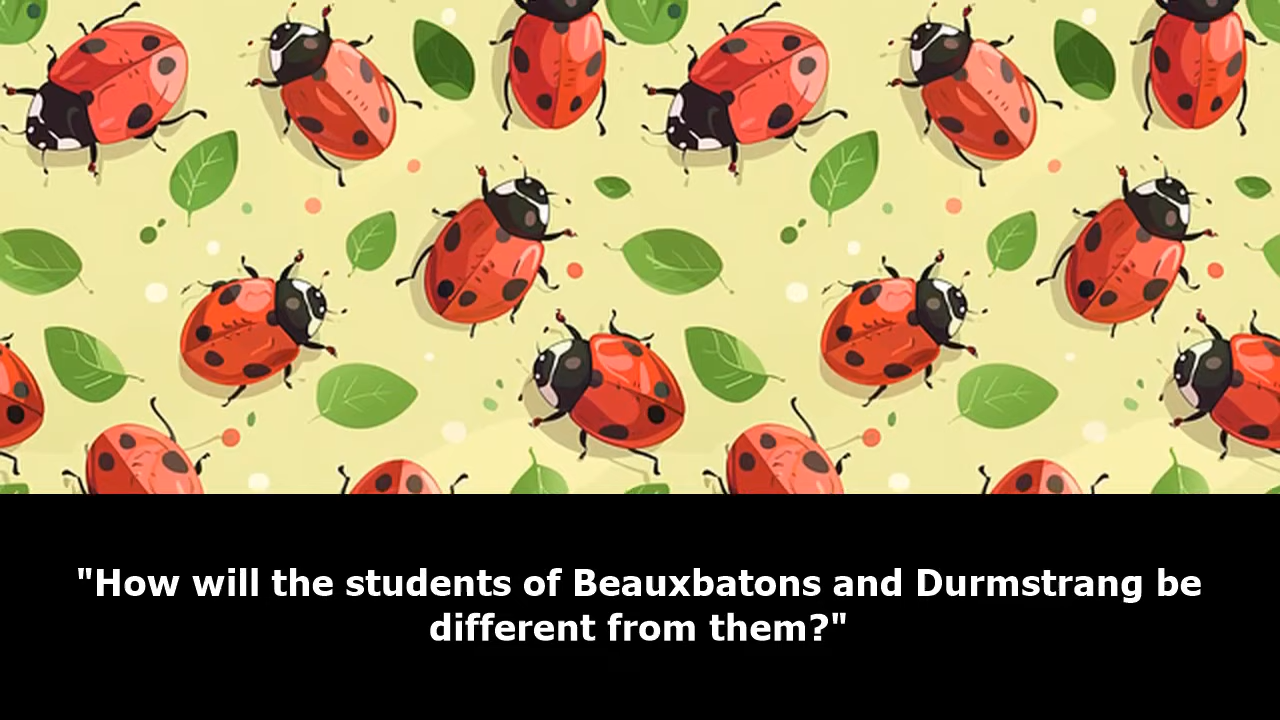 "How will the students of Beauxbatons and Durmstrang be
different from them?"